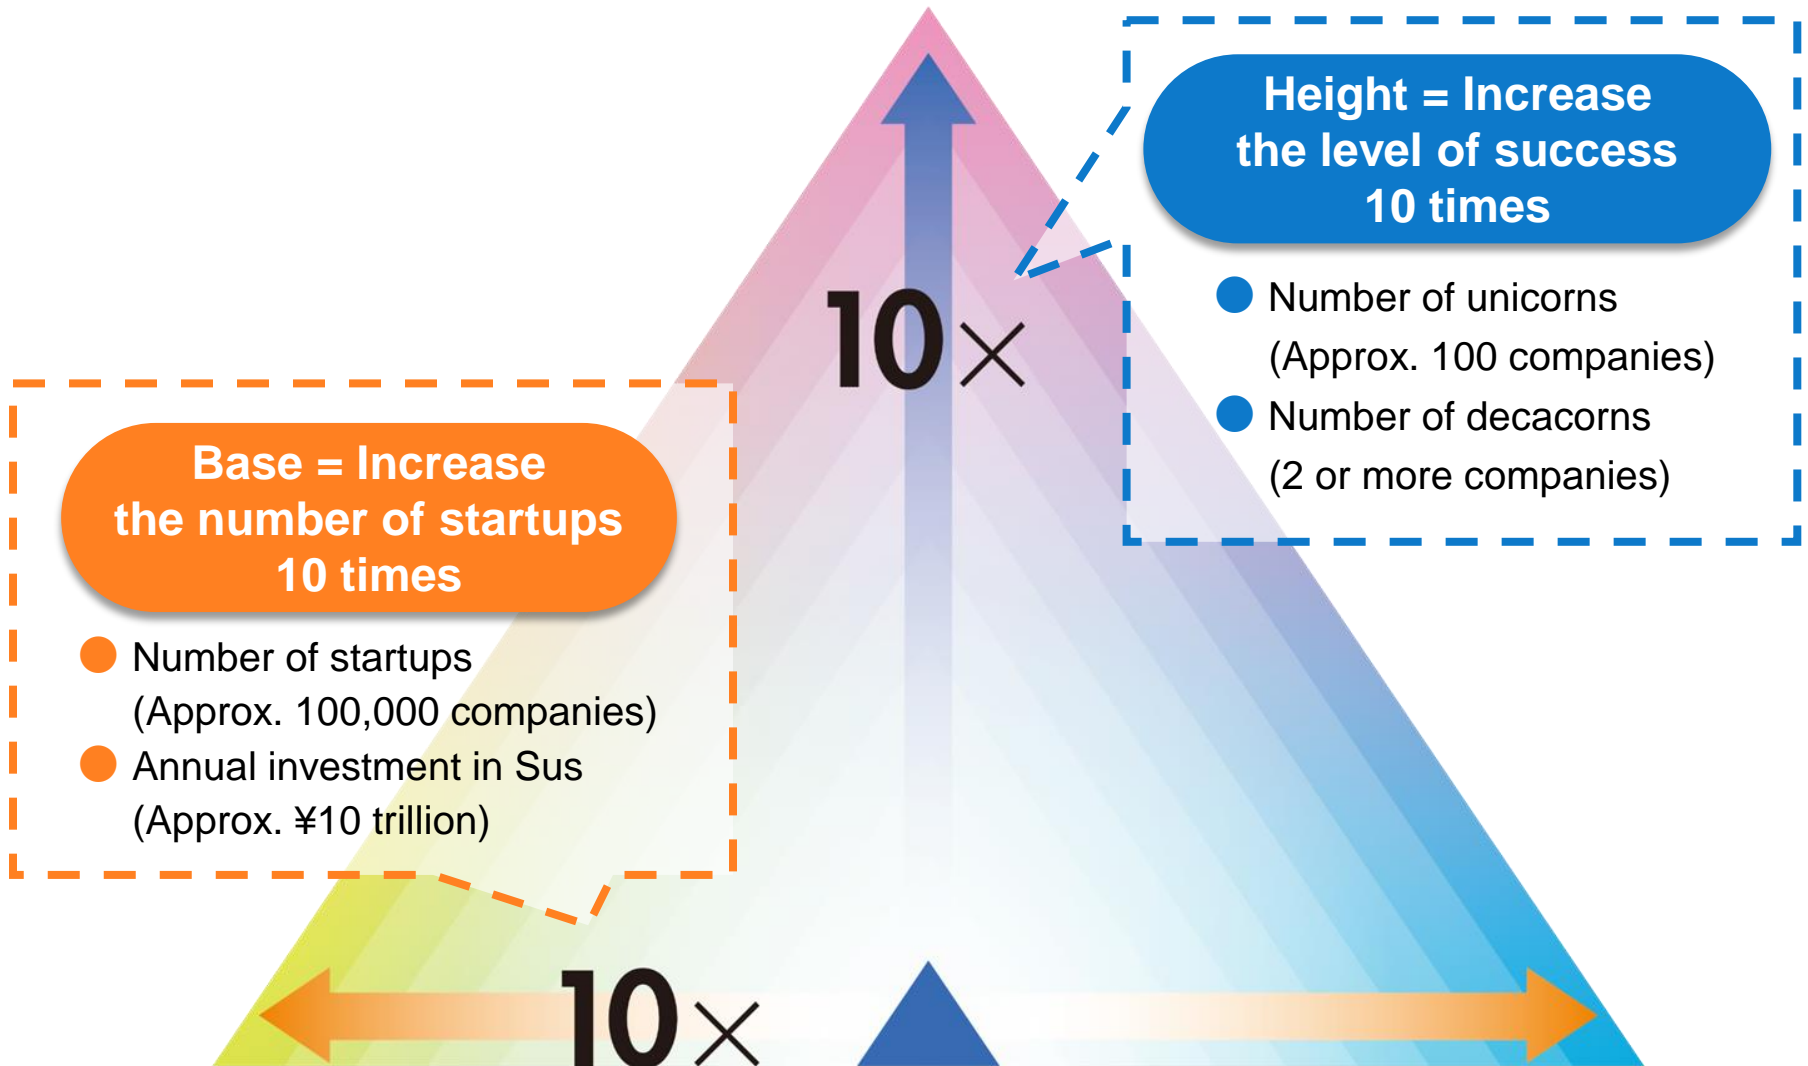 Height = Increase
the level of success
10 times
Number of unicorns
(Approx. 100 companies)
Number of decacorns
(2 or more companies)
10×
Base = Increase
the number of startups
10 times
Number of startups
(Approx. 100,000 companies)
Annual investment in Sus
(Approx. ¥10 trillion)
10×